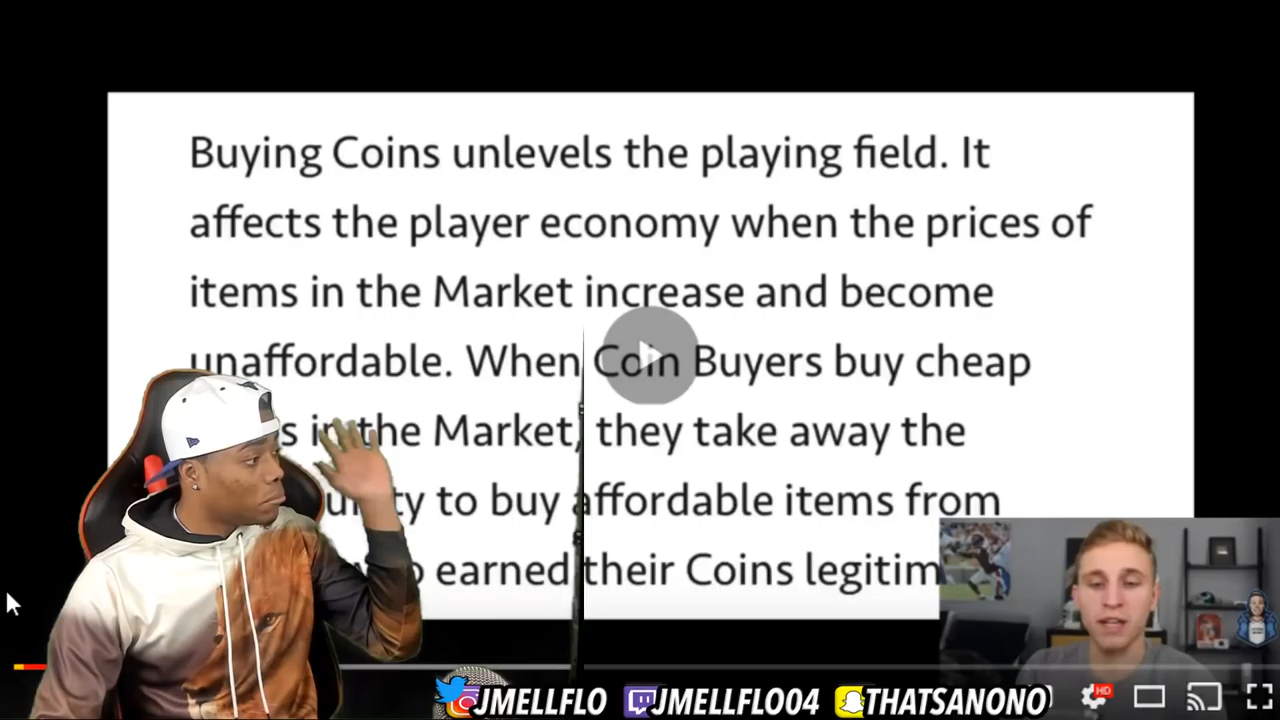 Buying Coins unlevels the playing field. It
affects the player economy when the prices of
items in the Market increase and become
unaffordable. When Coin Buyers buy cheap
in the Market, they take away the
to buy affordable items from
earned their Coins
HD
JMELLFLO JMELLFLO04 THATSANONO